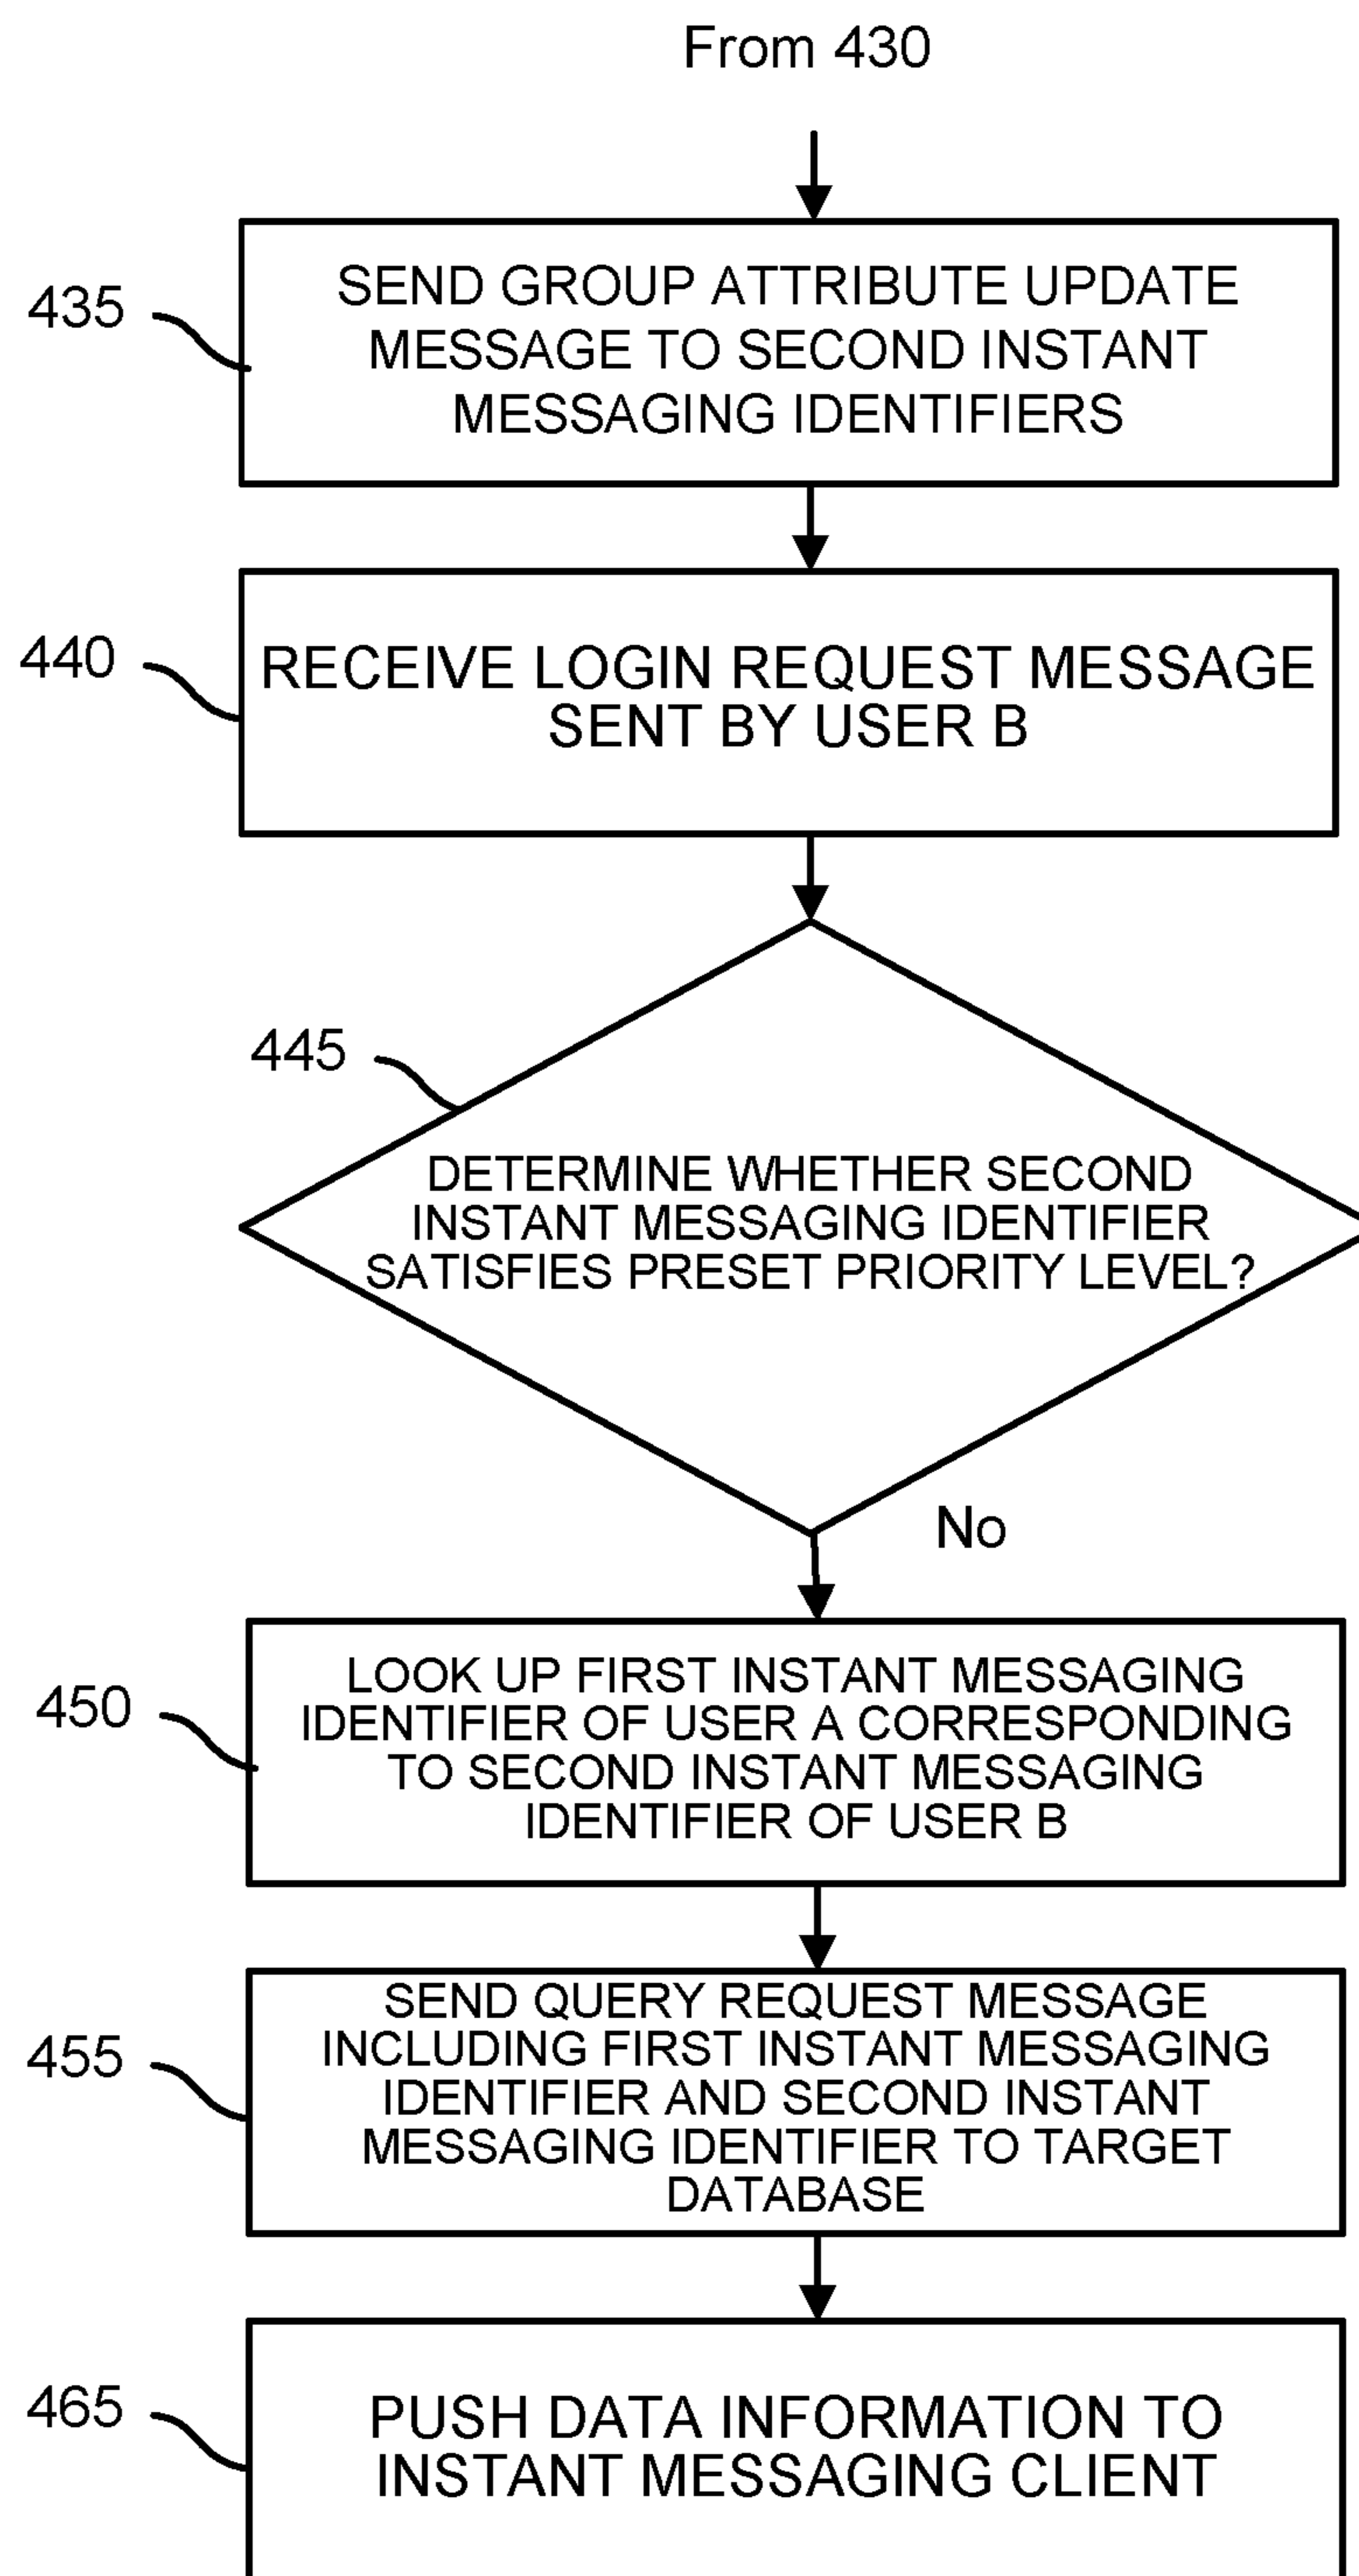 From 430
435
SEND GROUP ATTRIBUTE UPDATE
MESSAGE TO SECOND INSTANT
MESSAGING IDENTIFIERS
440
RECEIVE LOGIN REQUEST MESSAGE
SENT BY USER B
445
DETERMINE WHETHER SECOND
INSTANT MESSAGING IDENTIFIER
SATISFIES PRESET PRIORITY LEVEL?
No
450
LOOK UP FIRST INSTANT MESSAGING
IDENTIFIER OF USER A CORRESPONDING
TO SECOND INSTANT MESSAGING
IDENTIFIER OF USER B
455
SEND QUERY REQUEST MESSAGE
INCLUDING FIRST INSTANT MESSAGING
IDENTIFIER AND SECOND INSTANT
MESSAGING IDENTIFIER TO TARGET
DATABASE
465
PUSH DATA INFORMATION TO
INSTANT MESSAGING CLIENT